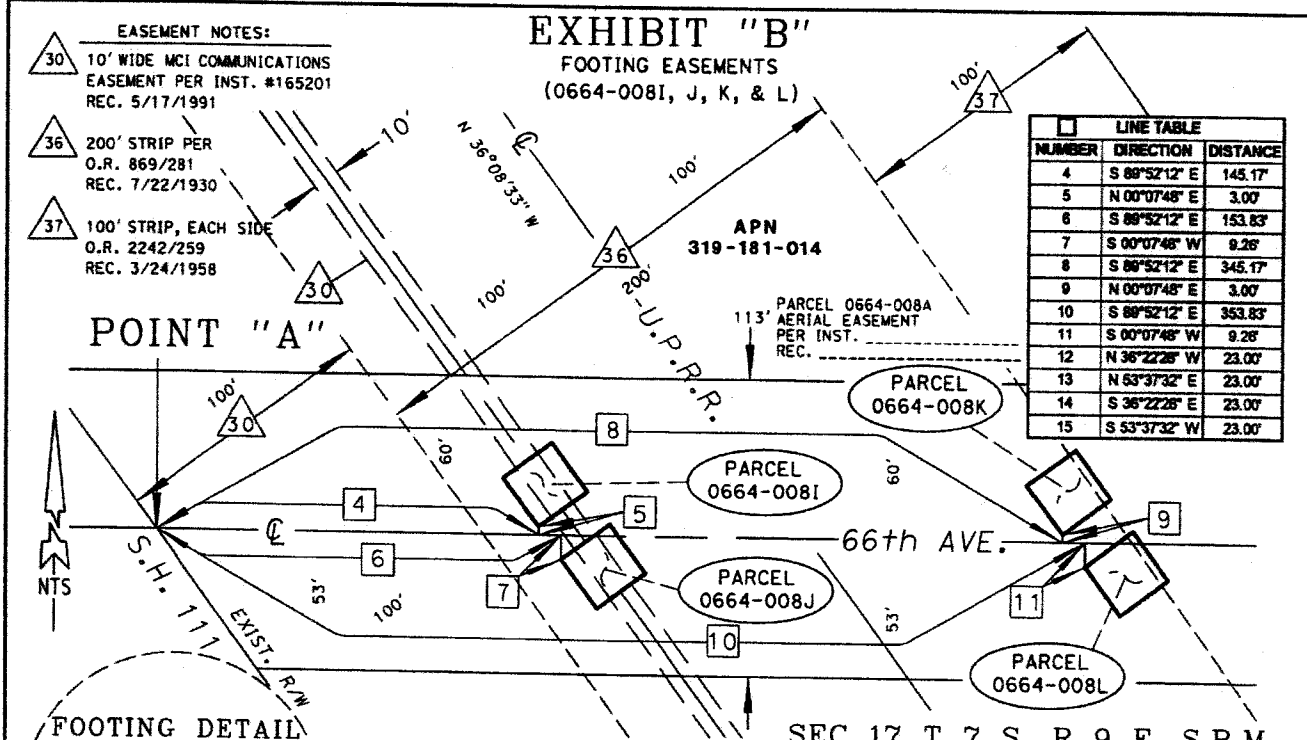 EXHIBIT "B"
FOOTING EASEMENTS
(0664-008I, J, K, & L)
EASEMENT NOTES:
30 10' WIDE MCI COMMUNICATIONS
EASEMENT PER INST. #165201
REC. 5/17/1991
36 200' STRIP PER
O.R. 869/281
REC. 7/22/1930
37 100' STRIP, EACH SIDE
O.R. 2242/259
REC. 3/24/1958
LINE TABLE
NUMBER DIRECTION DISTANCE
4 S 89°52'12" E 145.17'
5 N 00°07'48" E 3.00'
6 S 89°52'12" E 153.83'
7 S 00°07'48" W 9.26'
8 S 89°52'12" E 345.17'
9 N 00°07'48" E 3.00'
10 S 89°52'12" E 353.83'
11 S 00°07'48" W 9.26'
12 N 36°22'28" W 23.00'
13 N 53°37'32" E 23.00'
14 S 36°22'28" E 23.00'
15 S 53°37'32" W 23.00'
100'
37
10'
N 36°08'33" W
℄
100'
APN
319-181-014
36
200'
30
100'
-U.P.R.R.
PARCEL 0664-008A
113' AERIAL EASEMENT
PER INST.
REC.
POINT "A"
100'
30
PARCEL
0664-008K
8
60'
60'
PARCEL
0664-008I
4
5
9
℄
66th AVE.
NTS
S.H. 111
6
7
PARCEL
0664-008J
11
53'
100'
53'
EXIST. R/W
10
PARCEL
0664-008L
FOOTING DETAIL
SEC 17 T 7 S R 9 E S B M